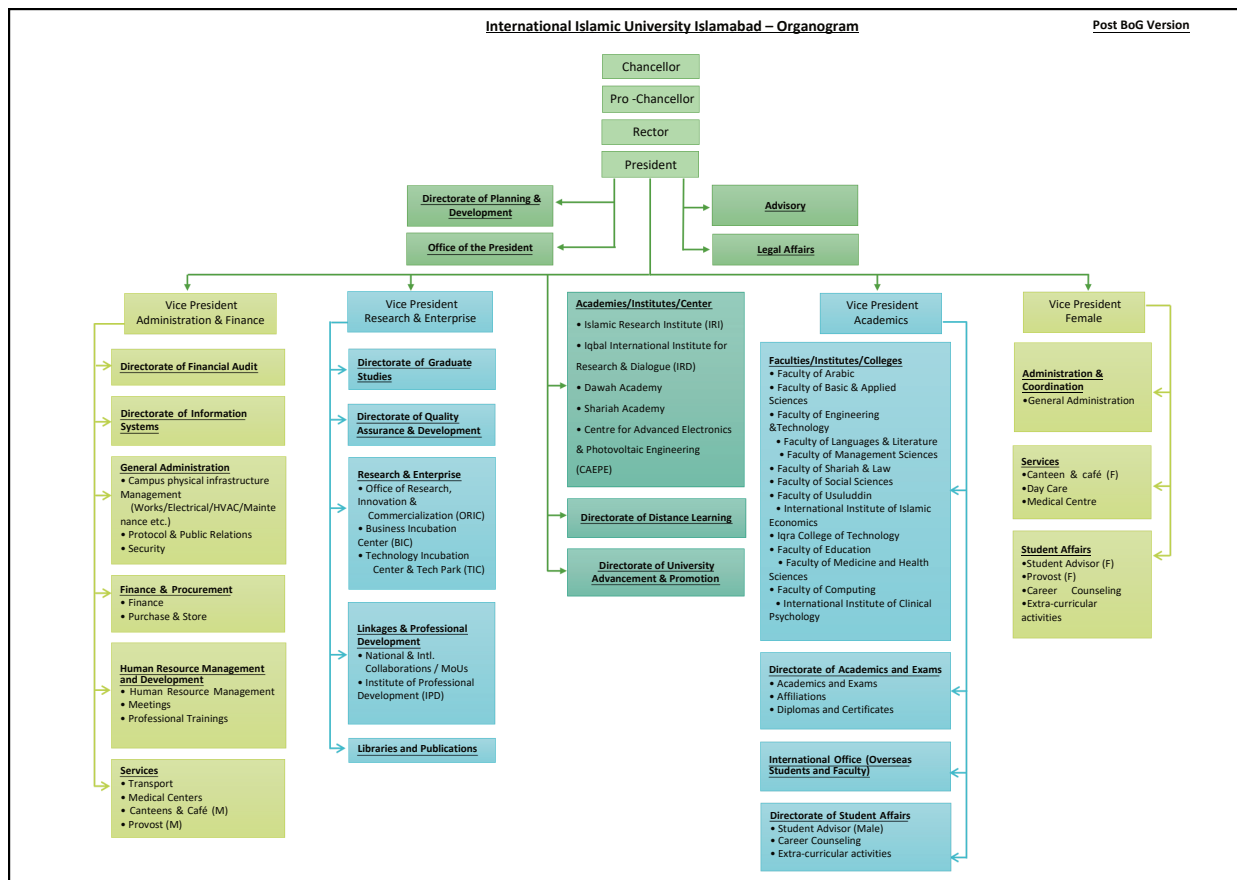 International Islamic University Islamabad – Organogram
Post BoG Version
Chancellor
Pro -Chancellor
Rector
President
Directorate of Planning &
Development
Office of the President
Advisory
Legal Affairs
Vice President
Administration & Finance
Directorate of Financial Audit
Directorate of Information
Systems
General Administration
• Campus physical infrastructure
Management
(Works/Electrical/HVAC/Mainte
nance etc.)
• Protocol & Public Relations
• Security
Finance & Procurement
• Finance
• Purchase & Store
Human Resource Management
and Development
• Human Resource Management
• Meetings
• Professional Trainings
Services
• Transport
• Medical Centers
• Canteens & Café (M)
• Provost (M)
Vice President
Research & Enterprise
Directorate of Graduate
Studies
Directorate of Quality
Assurance & Development
Research & Enterprise
• Office of Research,
Innovation &
Commercialization (ORIC)
• Business Incubation
Center (BIC)
• Technology Incubation
Center & Tech Park (TIC)
Linkages & Professional
Development
• National & Intl.
Collaborations / MoUs
• Institute of Professional
Development (IPD)
Libraries and Publications
Academies/Institutes/Center
• Islamic Research Institute (IRI)
• Iqbal International Institute for
Research & Dialogue (IRD)
• Dawah Academy
• Shariah Academy
• Centre for Advanced Electronics
& Photovoltaic Engineering
(CAEPE)
Directorate of Distance Learning
Directorate of University
Advancement & Promotion
Vice President
Academics
Faculties/Institutes/Colleges
• Faculty of Arabic
• Faculty of Basic & Applied
Sciences
• Faculty of Engineering
&Technology
• Faculty of Languages & Literature
• Faculty of Management Sciences
• Faculty of Shariah & Law
• Faculty of Social Sciences
• Faculty of Usuluddin
• International Institute of Islamic
Economics
• Iqra College of Technology
• Faculty of Education
• Faculty of Medicine and Health
Sciences
• Faculty of Computing
• International Institute of Clinical
Psychology
Directorate of Academics and Exams
• Academics and Exams
• Affiliations
• Diplomas and Certificates
International Office (Overseas
Students and Faculty)
Directorate of Student Affairs
• Student Advisor (Male)
• Career Counseling
• Extra-curricular activities
Vice President
Female
Administration &
Coordination
•General Administration
Services
•Canteen & café (F)
•Day Care
•Medical Centre
Student Affairs
•Student Advisor (F)
•Provost (F)
•Career Counseling
•Extra-curricular
activities